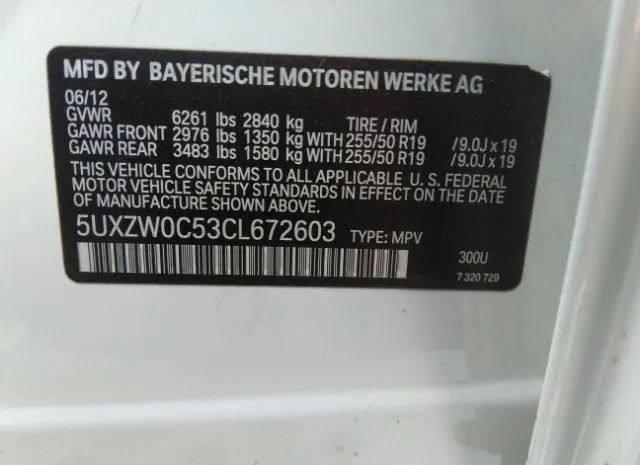 MFD BY BAYERISCHE MOTOREN WERKE AG
06/12
GVWR 6261 lbs 2840 kg TIRE / RIM
GAWR FRONT 2976 lbs 1350 kg WITH 255/50 R19 /9.0J x 19
GAWR REAR 3483 lbs 1580 kg WITH 255/50 R19 /9.0J x 19
THIS VEHICLE CONFORMS TO ALL APPLICABLE U. S. FEDERAL
MOTOR VEHICLE SAFETY STANDARDS IN EFFECT ON THE DATE
OF MANUFACTURE SHOWN ABOVE.
5UXZW0C53CL672603 TYPE: MPV
300U
7 320 729